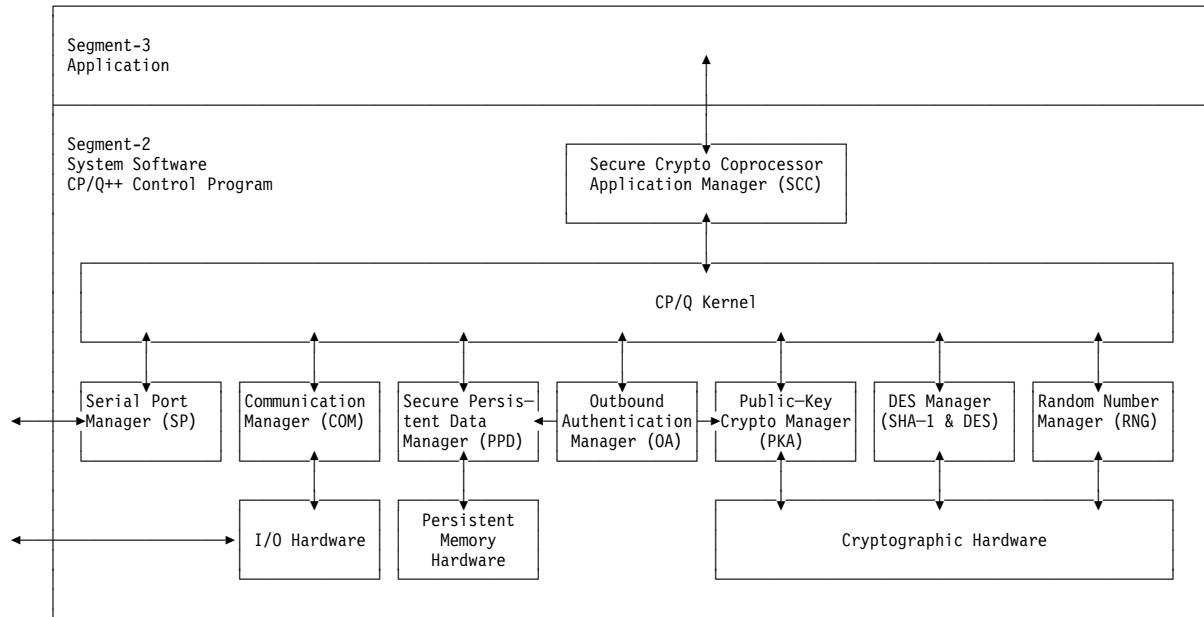 Segment-3
Application
Segment-2
System Software
CP/Q++ Control Program
Secure Crypto Coprocessor
Application Manager (SCC)
CP/Q Kernel
Serial Port
Manager (SP)
Communication
Manager (COM)
Secure Persis—
tent Data
Manager (PPD)
Outbound
Authentication
Manager (OA)
Public—Key
Crypto Manager
(PKA)
DES Manager
(SHA—1 & DES)
Random Number
Manager (RNG)
I/O Hardware
Persistent
Memory
Hardware
Cryptographic Hardware